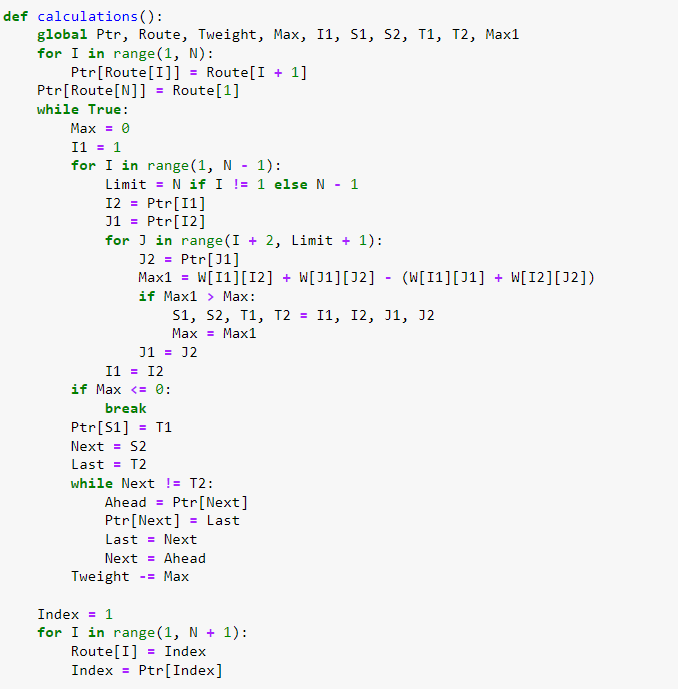 def calculations():
    global Ptr, Route, Tweight, Max, I1, S1, S2, T1, T2, Max1
    for I in range(1, N):
        Ptr[Route[I]] = Route[I + 1]
    Ptr[Route[N]] = Route[1]
    while True:
        Max = 0
        I1 = 1
        for I in range(1, N - 1):
            Limit = N if I != 1 else N - 1
            I2 = Ptr[I1]
            J1 = Ptr[I2]
            for J in range(I + 2, Limit + 1):
                J2 = Ptr[J1]
                Max1 = W[I1][I2] + W[J1][J2] - (W[I1][J1] + W[I2][J2])
                if Max1 > Max:
                    S1, S2, T1, T2 = I1, I2, J1, J2
                    Max = Max1
                J1 = J2
            I1 = I2
        if Max <= 0:
            break
        Ptr[S1] = T1
        Next = S2
        Last = T2
        while Next != T2:
            Ahead = Ptr[Next]
            Ptr[Next] = Last
            Last = Next
            Next = Ahead
        Tweight -= Max

    Index = 1
    for I in range(1, N + 1):
        Route[I] = Index
        Index = Ptr[Index]